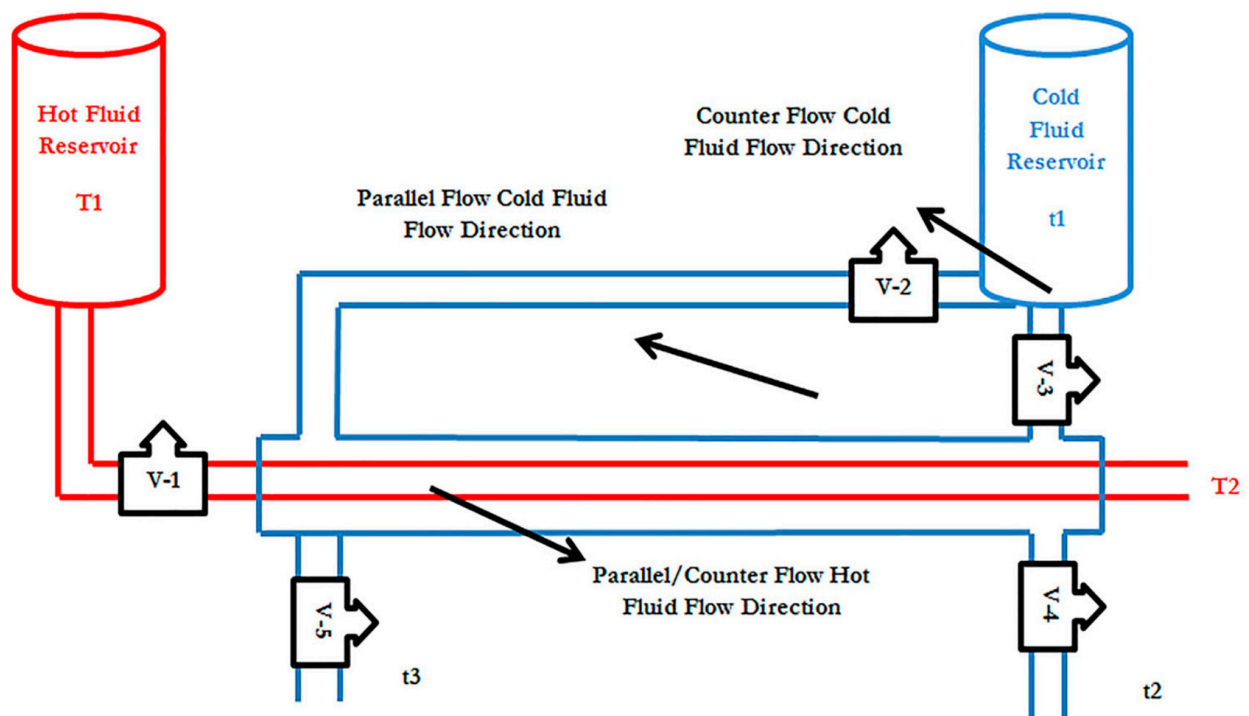 Hot Fluid
Reservoir
T1
Cold
Fluid
Reservoir
t1
Counter Flow Cold
Fluid Flow Direction
Parallel Flow Cold Fluid
Flow Direction
V-2
V-3
V-1
T2
Parallel/Counter Flow Hot
Fluid Flow Direction
V-5
V-4
t3
t2